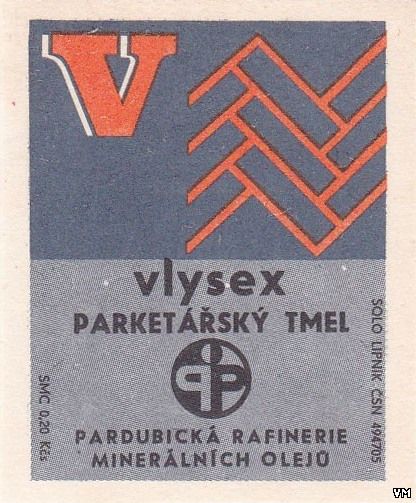 V
vlysex
PARKETÁŘSKÝ TMEL
PARDUBICKÁ RAFINERIE
MINERÁLNÍCH OLEJŮ
SMC 0,20 Kčs
SOLO LIPNÍK ČSN 494705
VM